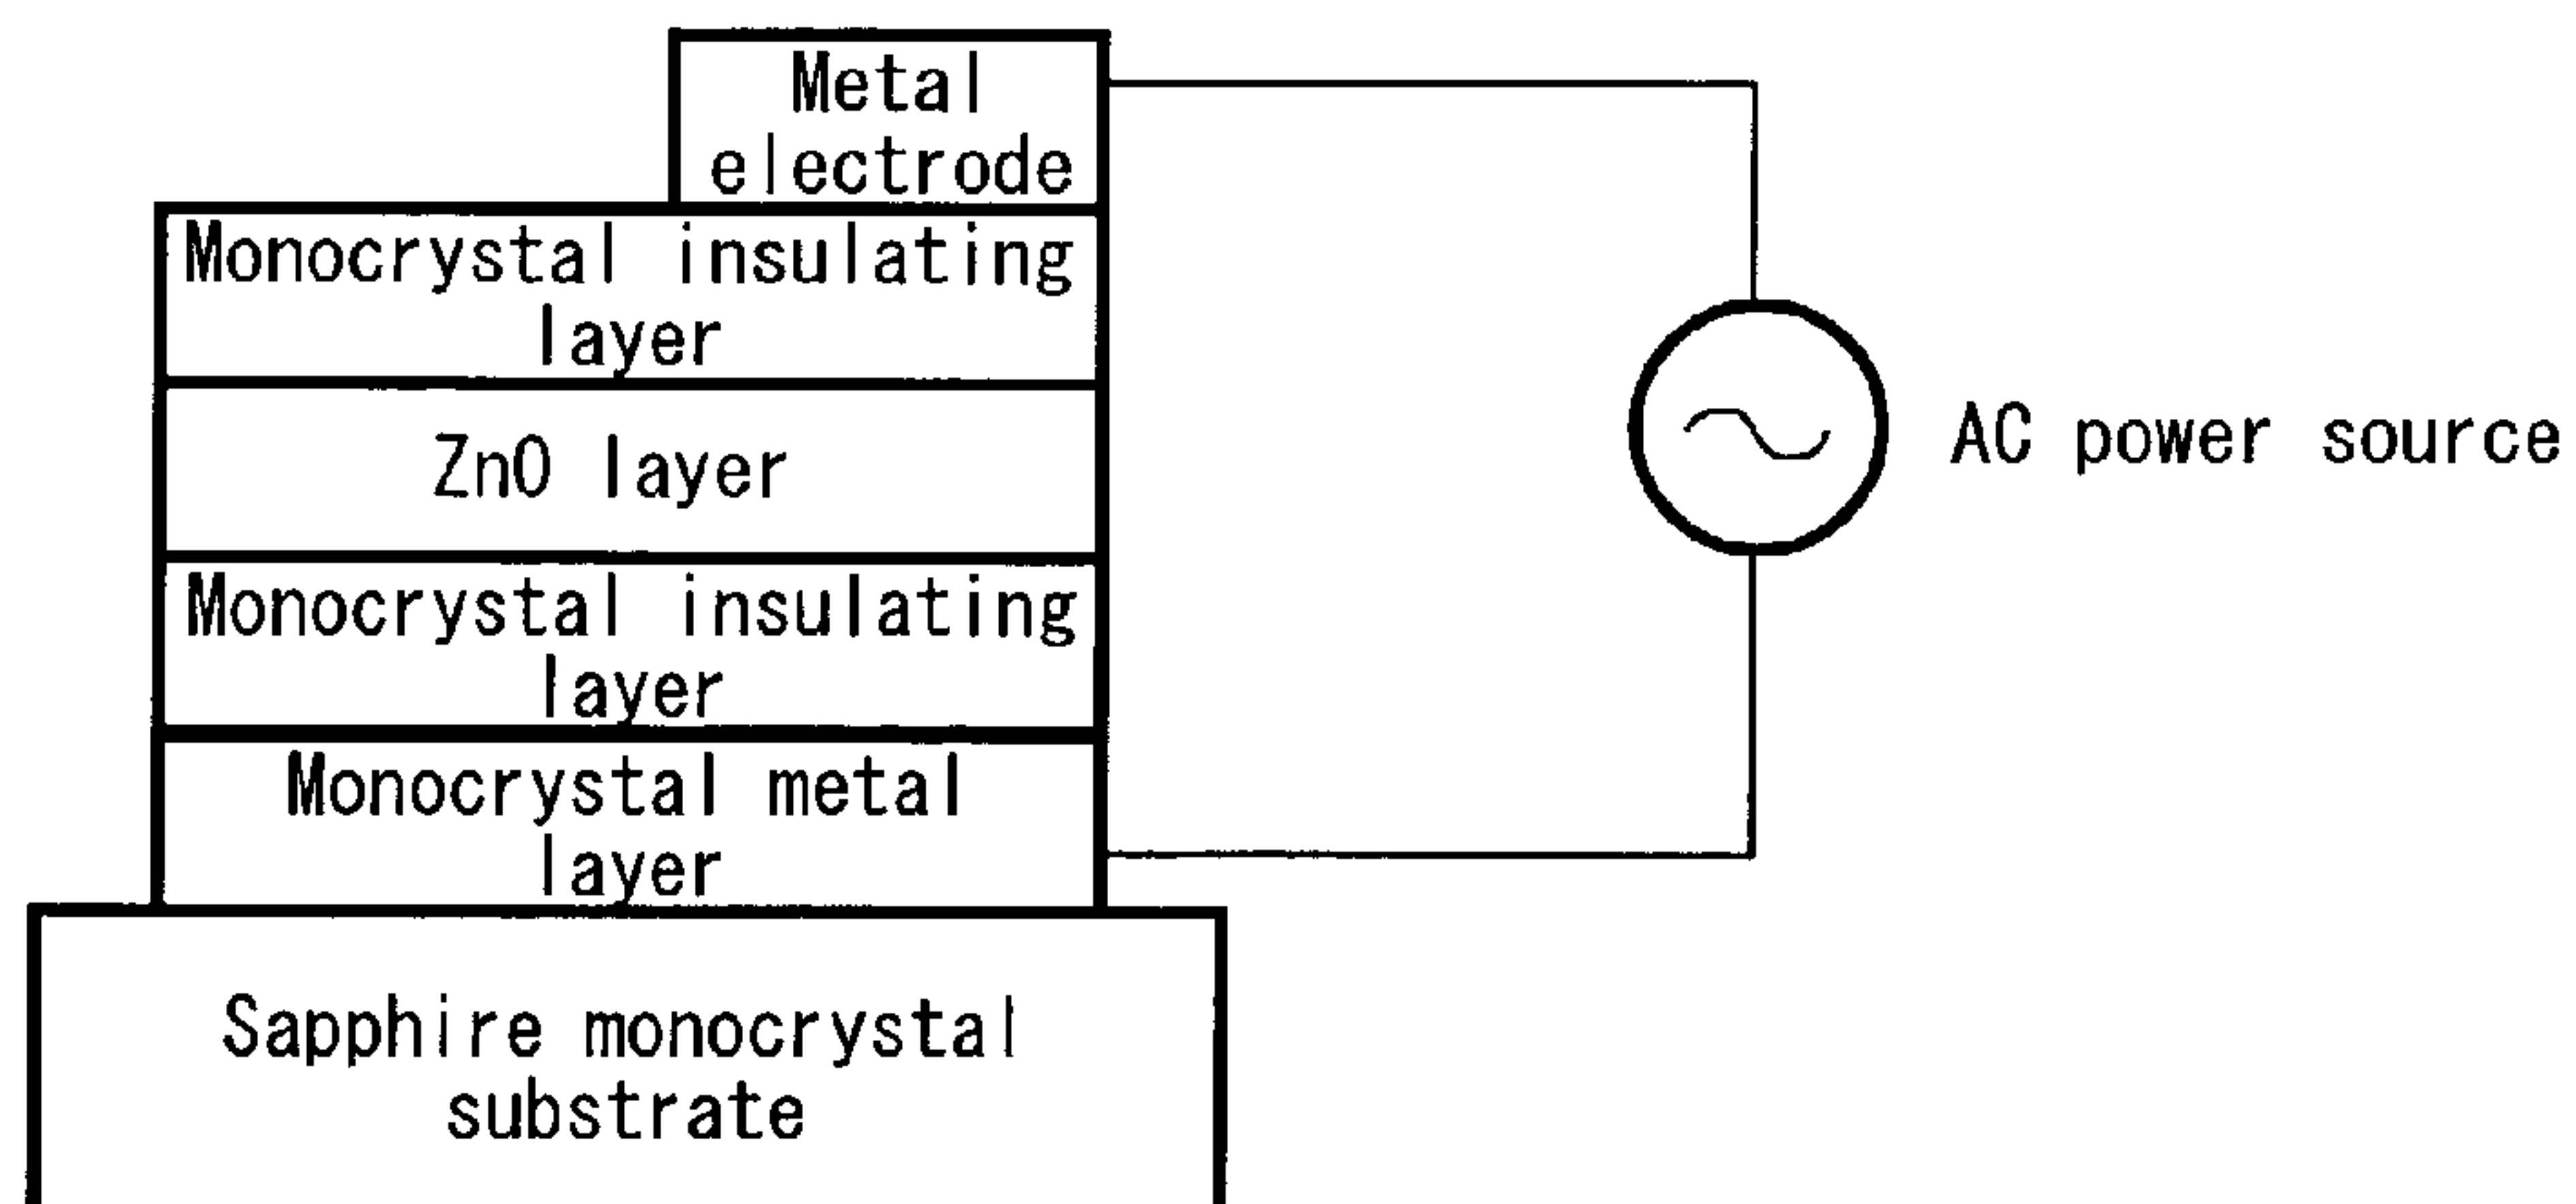 Metal
electrode
Monocrystal insulating
layer
ZnO layer
Monocrystal insulating
layer
Monocrystal metal
layer
Sapphire monocrystal
substrate
AC power source